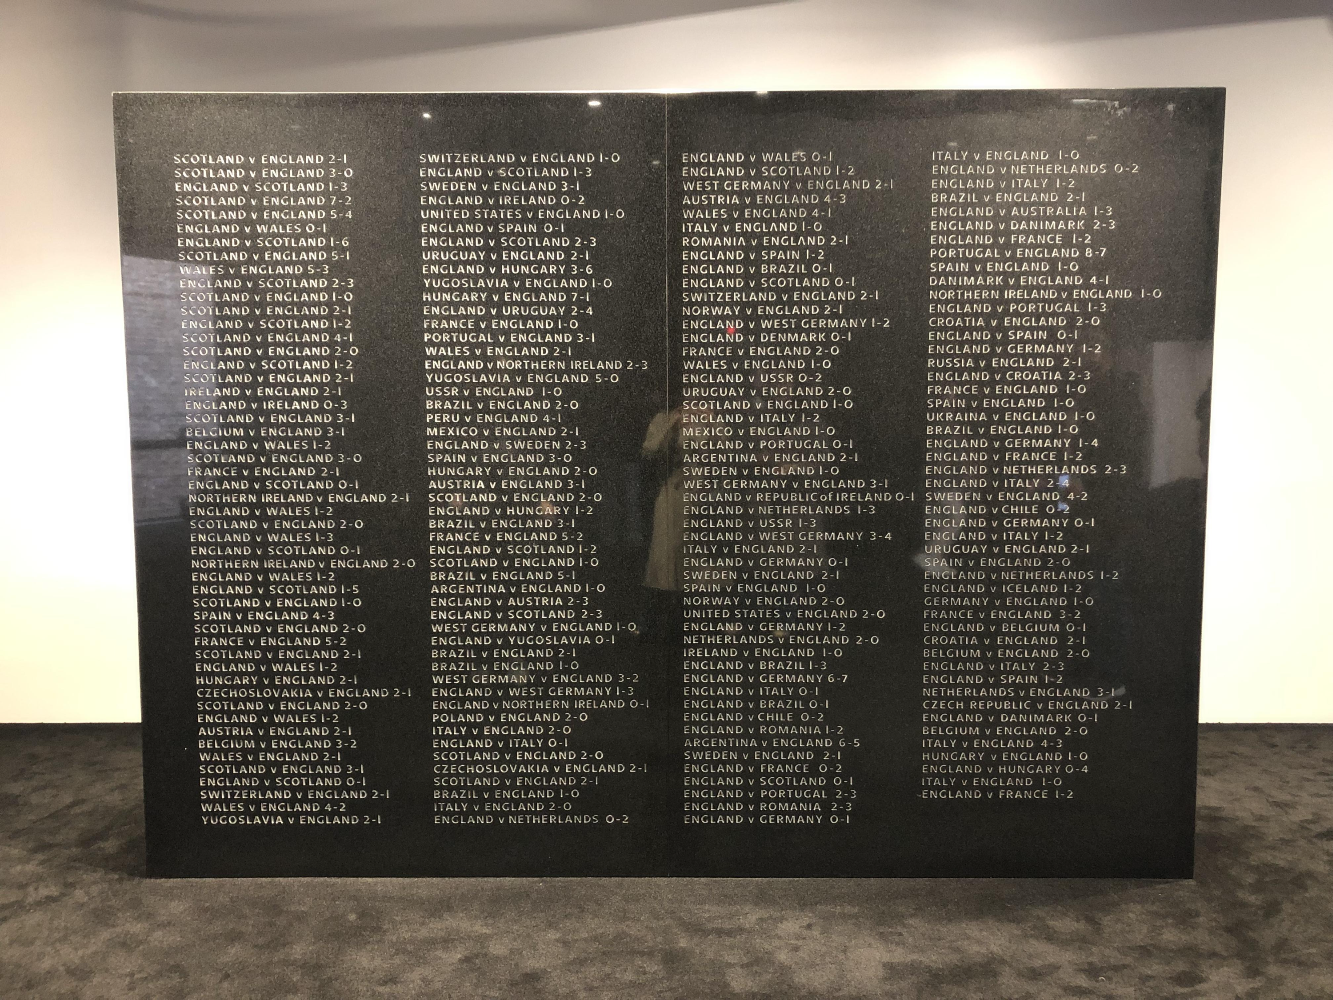 SCOTLAND v ENGLAND 2-1
SCOTLAND v ENGLAND 3-0
ENGLAND v SCOTLAND 1-3
SCOTLAND v ENGLAND 7-2
SCOTLAND v ENGLAND 5-4
ENGLAND v WALES 0-1
ENGLAND v SCOTLAND 1-6
SCOTLAND v ENGLAND 5-1
WALES v ENGLAND 5-3
ENGLAND v SCOTLAND 2-3
SCOTLAND v ENGLAND 1-0
SCOTLAND v ENGLAND 2-1
ENGLAND v SCOTLAND 1-2
SCOTLAND v ENGLAND 4-1
SCOTLAND v ENGLAND 2-0
ENGLAND v SCOTLAND 1-2
SCOTLAND v ENGLAND 2-1
IRELAND v ENGLAND 2-1
ENGLAND v IRELAND 0-3
SCOTLAND v ENGLAND 3-1
BELGIUM v ENGLAND 3-1
ENGLAND v WALES 1-2
SCOTLAND v ENGLAND 3-0
FRANCE v ENGLAND 2-1
SCOTLAND v ENGLAND 0-1
NORTHERN IRELAND v ENGLAND 2-1
ENGLAND v WALES 1-2
SCOTLAND v ENGLAND 2-0
ENGLAND v WALES 1-3
ENGLAND v SCOTLAND 0-1
NORTHERN IRELAND v ENGLAND 2-0
ENGLAND v WALES 1-2
ENGLAND v SCOTLAND 1-5
SCOTLAND v ENGLAND 1-0
SPAIN v ENGLAND 4-3
SCOTLAND v ENGLAND 2-0
FRANCE v ENGLAND 5-2
SCOTLAND v ENGLAND 2-1
ENGLAND v WALES 1-2
HUNGARY v ENGLAND 2-1
CZECHOSLOVAKIA v ENGLAND 2-1
SCOTLAND v ENGLAND 2-0
ENGLAND v WALES 1-2
AUSTRIA v ENGLAND 2-1
BELGIUM v ENGLAND 3-2
WALES v ENGLAND 2-1
SCOTLAND v ENGLAND 3-1
ENGLAND v SCOTLAND 0-1
SWITZERLAND v ENGLAND 2-1
WALES v ENGLAND 4-2
YUGOSLAVIA v ENGLAND 2-1
SWITZERLAND v ENGLAND 1-0
ENGLAND v SCOTLAND 1-3
SWEDEN v ENGLAND 3-1
ENGLAND v IRELAND 0-2
UNITED STATES v ENGLAND 1-0
ENGLAND v SPAIN 0-1
ENGLAND v SCOTLAND 2-3
URUGUAY v ENGLAND 2-1
ENGLAND v HUNGARY 3-6
YUGOSLAVIA v ENGLAND 1-0
HUNGARY v ENGLAND 7-1
ENGLAND v URUGUAY 2-4
FRANCE v ENGLAND 1-0
PORTUGAL v ENGLAND 3-1
WALES v ENGLAND 2-1
ENGLAND v NORTHERN IRELAND 2-3
YUGOSLAVIA v ENGLAND 5-0
USSR v ENGLAND 1-0
BRAZIL v ENGLAND 2-0
PERU v ENGLAND 4-1
MEXICO v ENGLAND 2-1
ENGLAND v SWEDEN 2-3
SPAIN v ENGLAND 3-0
HUNGARY v ENGLAND 2-0
AUSTRIA v ENGLAND 3-1
SCOTLAND v ENGLAND 2-0
ENGLAND v HUNGARY 1-2
BRAZIL v ENGLAND 3-1
FRANCE v ENGLAND 5-2
ENGLAND v SCOTLAND 1-2
SCOTLAND v ENGLAND 1-0
BRAZIL v ENGLAND 5-1
ARGENTINA v ENGLAND 1-0
ENGLAND v AUSTRIA 2-3
ENGLAND v SCOTLAND 2-3
WEST GERMANY v ENGLAND 1-0
ENGLAND v YUGOSLAVIA 0-1
BRAZIL v ENGLAND 2-1
BRAZIL v ENGLAND 1-0
WEST GERMANY v ENGLAND 3-2
ENGLAND v WEST GERMANY 1-3
ENGLAND v NORTHERN IRELAND 0-1
POLAND v ENGLAND 2-0
ITALY v ENGLAND 2-0
ENGLAND v ITALY 0-1
SCOTLAND v ENGLAND 2-0
CZECHOSLOVAKIA v ENGLAND 2-1
SCOTLAND v ENGLAND 2-1
BRAZIL v ENGLAND 1-0
ITALY v ENGLAND 2-0
ENGLAND v NETHERLANDS 0-2
ENGLAND v WALES 0-1
ENGLAND v SCOTLAND 1-2
WEST GERMANY v ENGLAND 2-1
AUSTRIA v ENGLAND 4-3
WALES v ENGLAND 4-1
ITALY v ENGLAND 1-0
ROMANIA v ENGLAND 2-1
ENGLAND v SPAIN 1-2
ENGLAND v BRAZIL 0-1
ENGLAND v SCOTLAND 0-1
SWITZERLAND v ENGLAND 2-1
NORWAY v ENGLAND 2-1
ENGLAND v WEST GERMANY 1-2
ENGLAND v DENMARK 0-1
FRANCE v ENGLAND 2-0
WALES v ENGLAND 1-0
ENGLAND v USSR 0-2
URUGUAY v ENGLAND 2-0
SCOTLAND v ENGLAND 1-0
ENGLAND v ITALY 1-2
MEXICO v ENGLAND 1-0
ENGLAND v PORTUGAL 0-1
ARGENTINA v ENGLAND 2-1
SWEDEN v ENGLAND 1-0
WEST GERMANY v ENGLAND 3-1
ENGLAND v REPUBLIC of IRELAND 0-1
ENGLAND v NETHERLANDS 1-3
ENGLAND v USSR 1-3
ENGLAND v WEST GERMANY 3-4
ITALY v ENGLAND 2-1
ENGLAND v GERMANY 0-1
SWEDEN v ENGLAND 2-1
SPAIN v ENGLAND 1-0
NORWAY v ENGLAND 2-0
UNITED STATES v ENGLAND 2-0
ENGLAND v GERMANY 1-2
NETHERLANDS v ENGLAND 2-0
IRELAND v ENGLAND 1-0
ENGLAND v BRAZIL 1-3
ENGLAND v GERMANY 6-7
ENGLAND v ITALY 0-1
ENGLAND v BRAZIL 0-1
ENGLAND v CHILE 0-2
ENGLAND v ROMANIA 1-2
ARGENTINA v ENGLAND 6-5
SWEDEN v ENGLAND 2-1
ENGLAND v FRANCE 0-2
ENGLAND v SCOTLAND 0-1
ENGLAND v PORTUGAL 2-3
ENGLAND v ROMANIA 2-3
ENGLAND v GERMANY 0-1
ITALY v ENGLAND 1-0
ENGLAND v NETHERLANDS 0-2
ENGLAND v ITALY 1-2
BRAZIL v ENGLAND 2-1
ENGLAND v AUSTRALIA 1-3
ENGLAND v DANIMARK 2-3
ENGLAND v FRANCE 1-2
PORTUGAL v ENGLAND 8-7
SPAIN v ENGLAND 1-0
DANIMARK v ENGLAND 4-1
NORTHERN IRELAND v ENGLAND 1-0
ENGLAND v PORTUGAL 1-3
CROATIA v ENGLAND 2-0
ENGLAND v SPAIN 0-1
ENGLAND v GERMANY 1-2
RUSSIA v ENGLAND 2-1
ENGLAND v CROATIA 2-3
FRANCE v ENGLAND 1-0
SPAIN v ENGLAND 1-0
UKRAINA v ENGLAND 1-0
BRAZIL v ENGLAND 1-0
ENGLAND v GERMANY 1-4
ENGLAND v FRANCE 1-2
ENGLAND v NETHERLANDS 2-3
ENGLAND v ITALY 2-4
SWEDEN v ENGLAND 4-2
ENGLAND v CHILE 0-2
ENGLAND v GERMANY 0-1
ENGLAND v ITALY 1-2
URUGUAY v ENGLAND 2-1
SPAIN v ENGLAND 2-0
ENGLAND v NETHERLANDS 1-2
ENGLAND v ICELAND 1-2
GERMANY v ENGLAND 1-0
FRANCE v ENGLAND 3-2
ENGLAND v BELGIUM 0-1
CROATIA v ENGLAND 2-1
BELGIUM v ENGLAND 2-0
ENGLAND v ITALY 2-3
ENGLAND v SPAIN 1-2
NETHERLANDS v ENGLAND 3-1
CZECH REPUBLIC v ENGLAND 2-1
ENGLAND v DANIMARK 0-1
BELGIUM v ENGLAND 2-0
ITALY v ENGLAND 4-3
HUNGARY v ENGLAND 1-0
ENGLAND v HUNGARY 0-4
ITALY v ENGLAND 1-0
ENGLAND v FRANCE 1-2